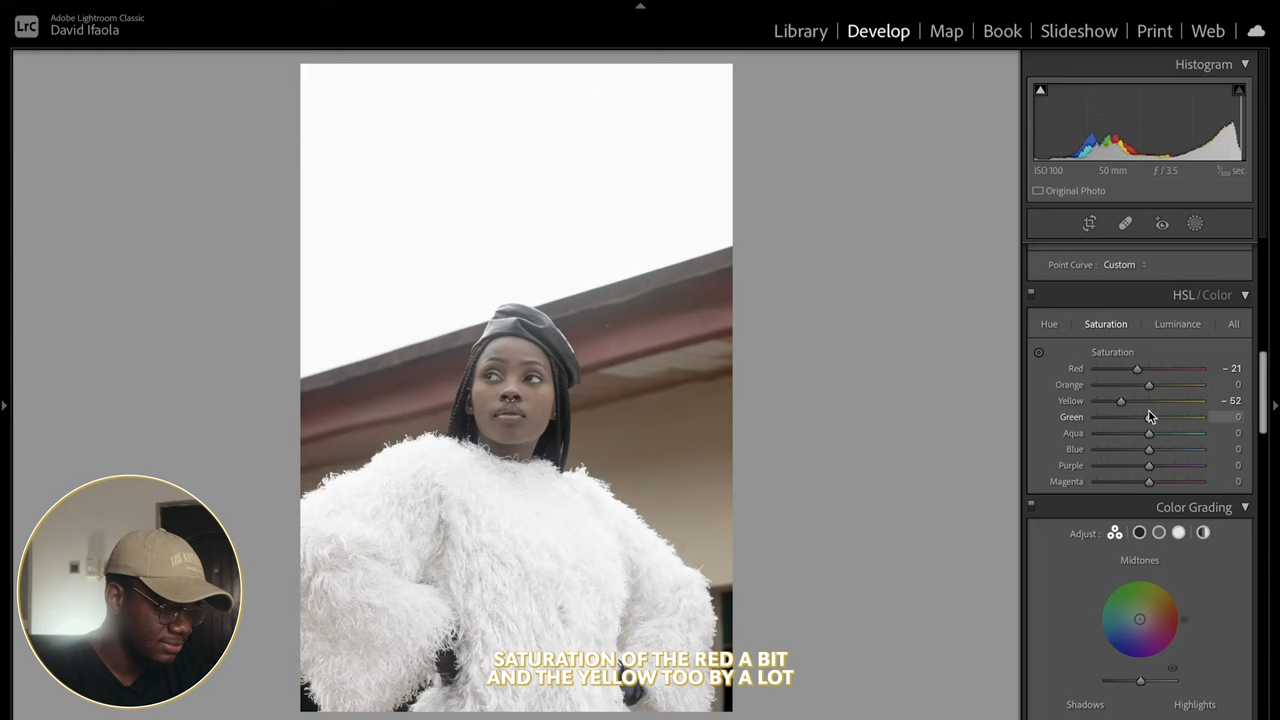 LrC
Adobe Lightroom Classic
David Ifaola
Library | Develop | Map | Book | Slideshow | Print | Web
Histogram
ISO 100 50 mm ƒ / 3.5 sec
Original Photo
Point Curve : Custom
HSL / Color
Hue Saturation Luminance All
Saturation
Red − 21
Orange 0
Yellow − 52
Green 0
Aqua 0
Blue 0
Purple 0
Magenta 0
Color Grading
Adjust :
Midtones
Shadows Highlights
SATURATION OF THE RED A BIT
AND THE YELLOW TOO BY A LOT